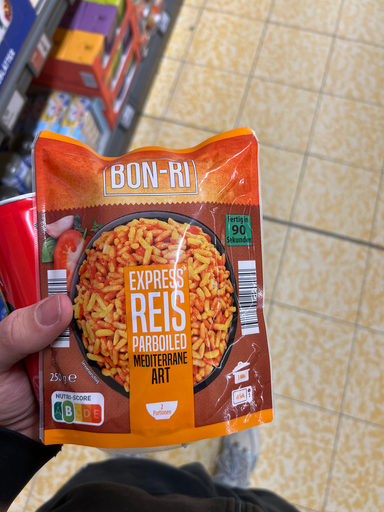 BON-RI
Fertig in
90
Sekunden
EXPRESS
REIS
PARBOILED
MEDITERRANE
ART
250g e
2
Portionen
NUTRI-SCORE
A B C D E